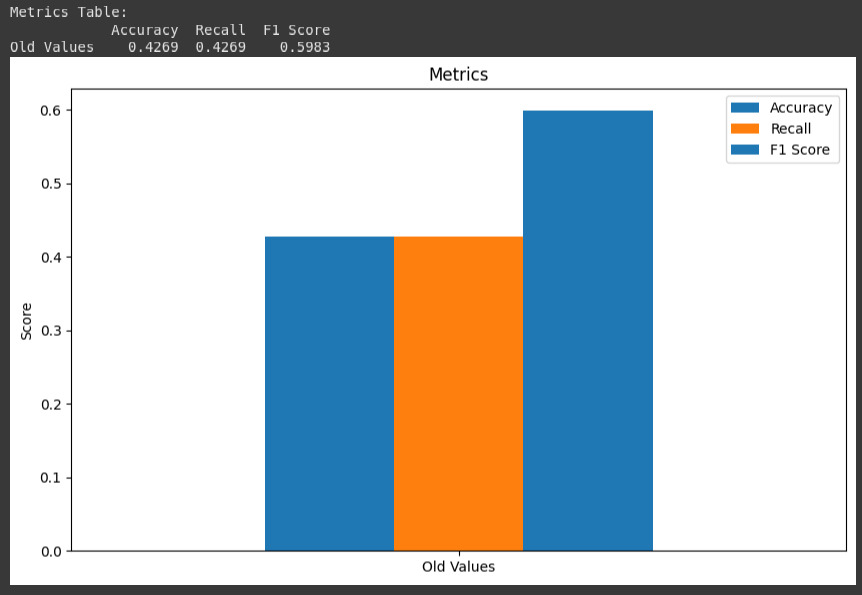 Metrics Table:
Accuracy Recall F1 Score
Old Values 0.4269 0.4269 0.5983
Metrics
Accuracy
Recall
F1 Score
0.6
0.5
0.4
0.3
0.2
0.1
0.0
Score
Old Values